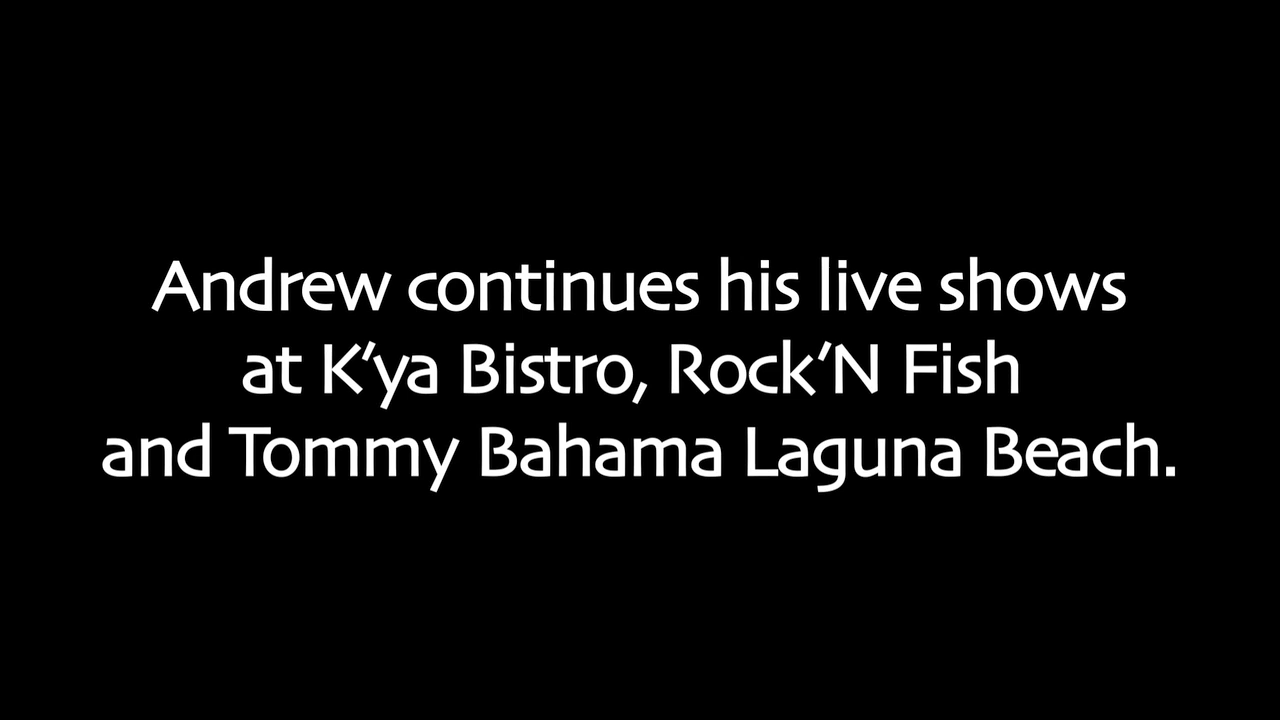 Andrew continues his live shows
at K’ya Bistro, Rock’N Fish
and Tommy Bahama Laguna Beach.